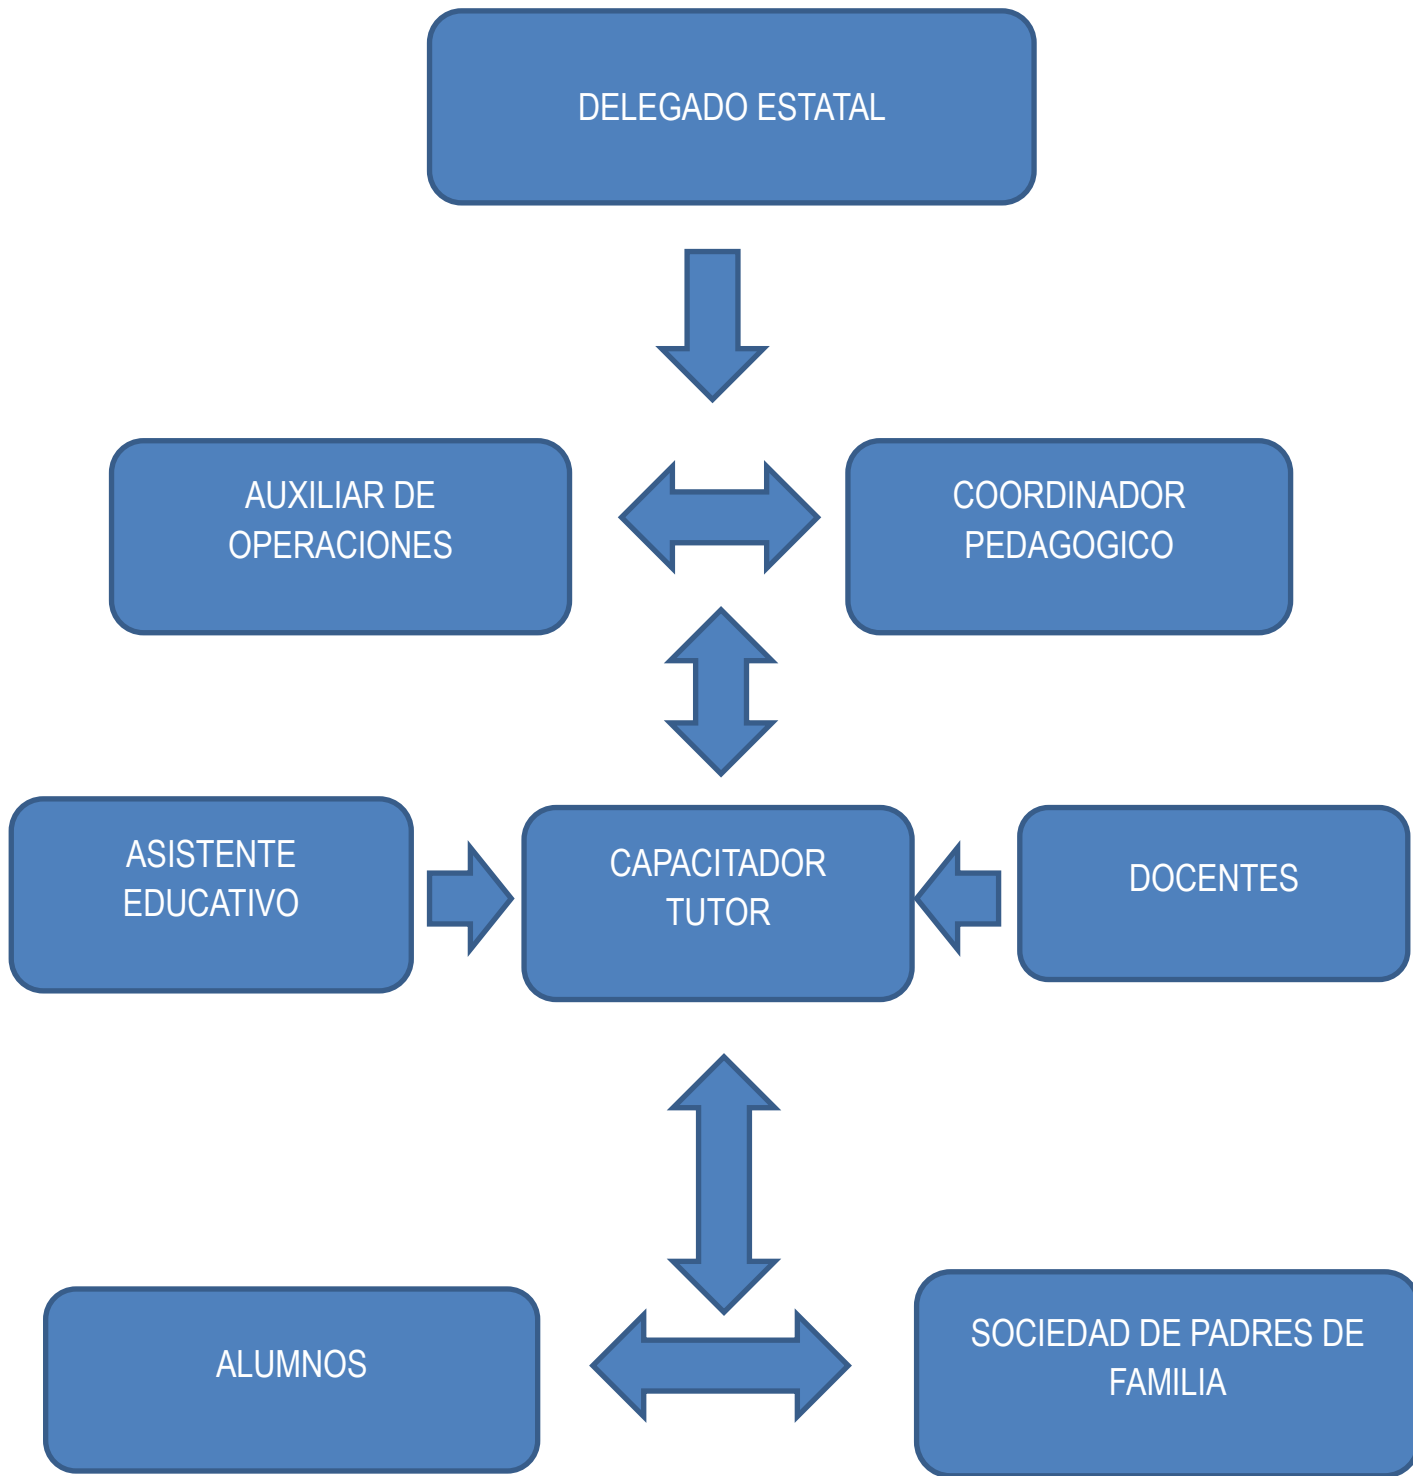 DELEGADO ESTATAL
AUXILIAR DE
OPERACIONES
COORDINADOR
PEDAGOGICO
ASISTENTE
EDUCATIVO
CAPACITADOR
TUTOR
DOCENTES
ALUMNOS
SOCIEDAD DE PADRES DE
FAMILIA